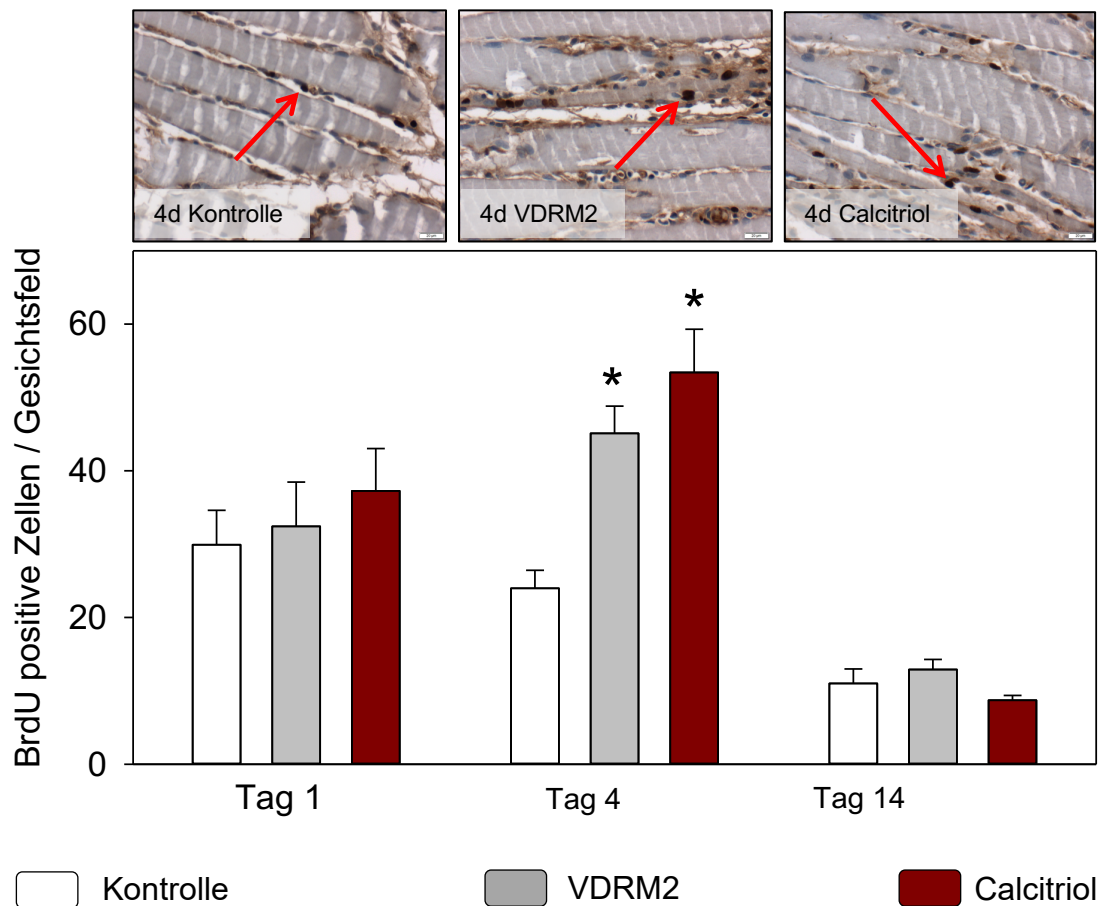 4d Kontrolle
4d VDRM2
4d Calcitriol
BrdU positive Zellen / Gesichtsfeld
60
40
20
0
*
*
Tag 1
Tag 4
Tag 14
Kontrolle
VDRM2
Calcitriol